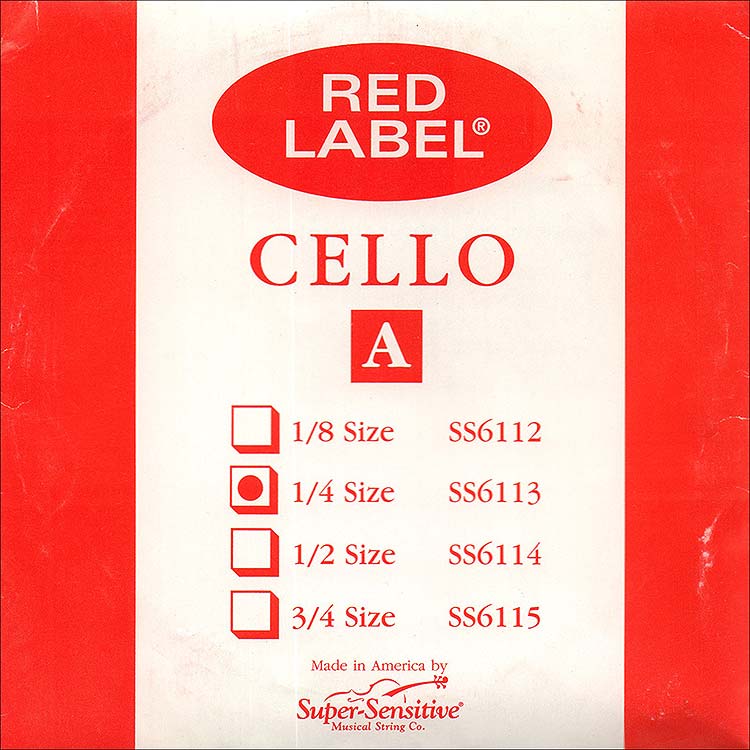 RED
LABEL®
CELLO
A
1/8 Size SS6112
1/4 Size SS6113
1/2 Size SS6114
3/4 Size SS6115
Made in America by
Super-Sensitive®
Musical String Co.